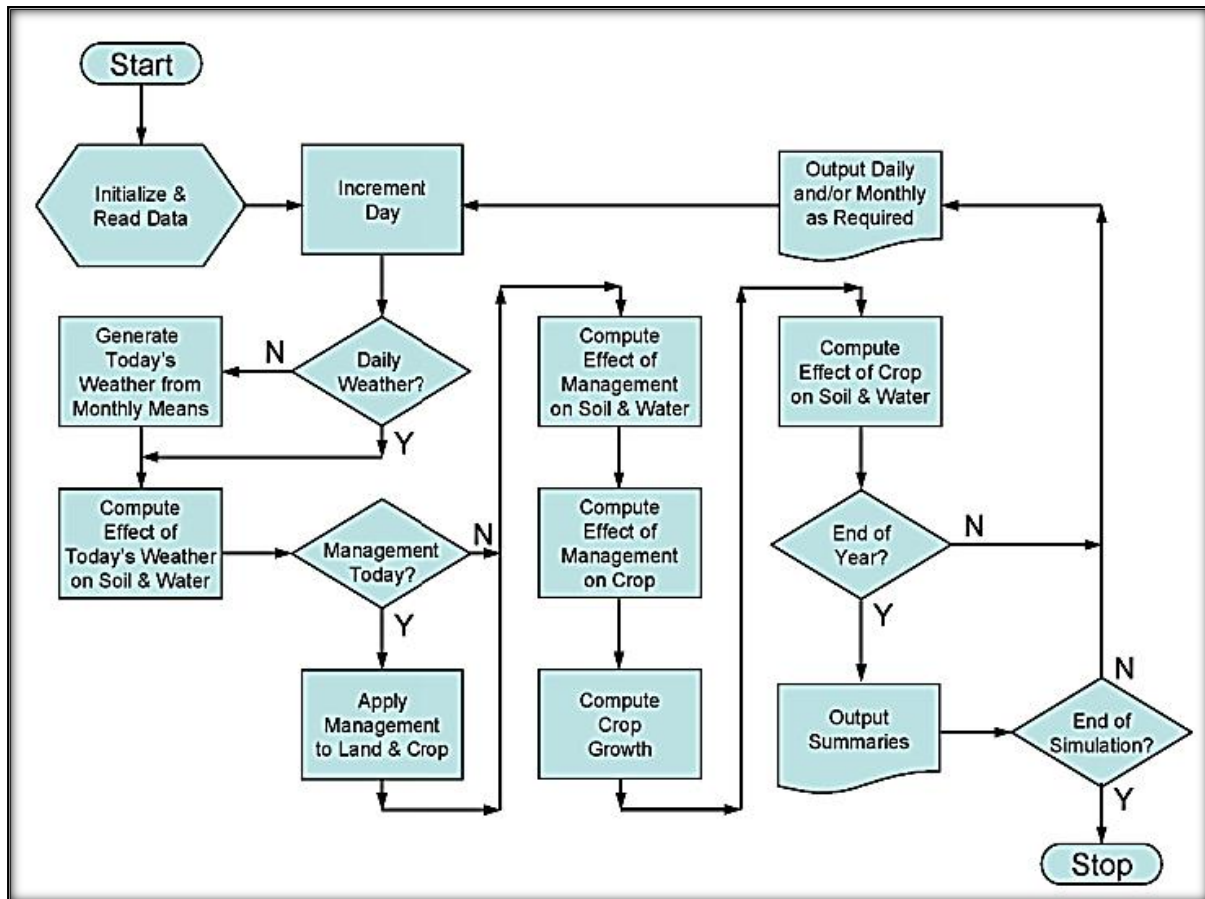 Start
Initialize &
Read Data
Increment
Day
Output Daily
and/or Monthly
as Required
Generate
Today's
Weather from
Monthly Means
N
Daily
Weather?
Y
Compute
Effect of
Today's Weather
on Soil & Water
Management
Today?
N
Y
Apply
Management
to Land & Crop
Compute
Effect of
Management
on Soil & Water
Compute
Effect of
Management
on Crop
Compute
Crop
Growth
Compute
Effect of Crop
on Soil & Water
End of
Year?
N
Y
Output
Summaries
N
End of
Simulation?
Y
Stop